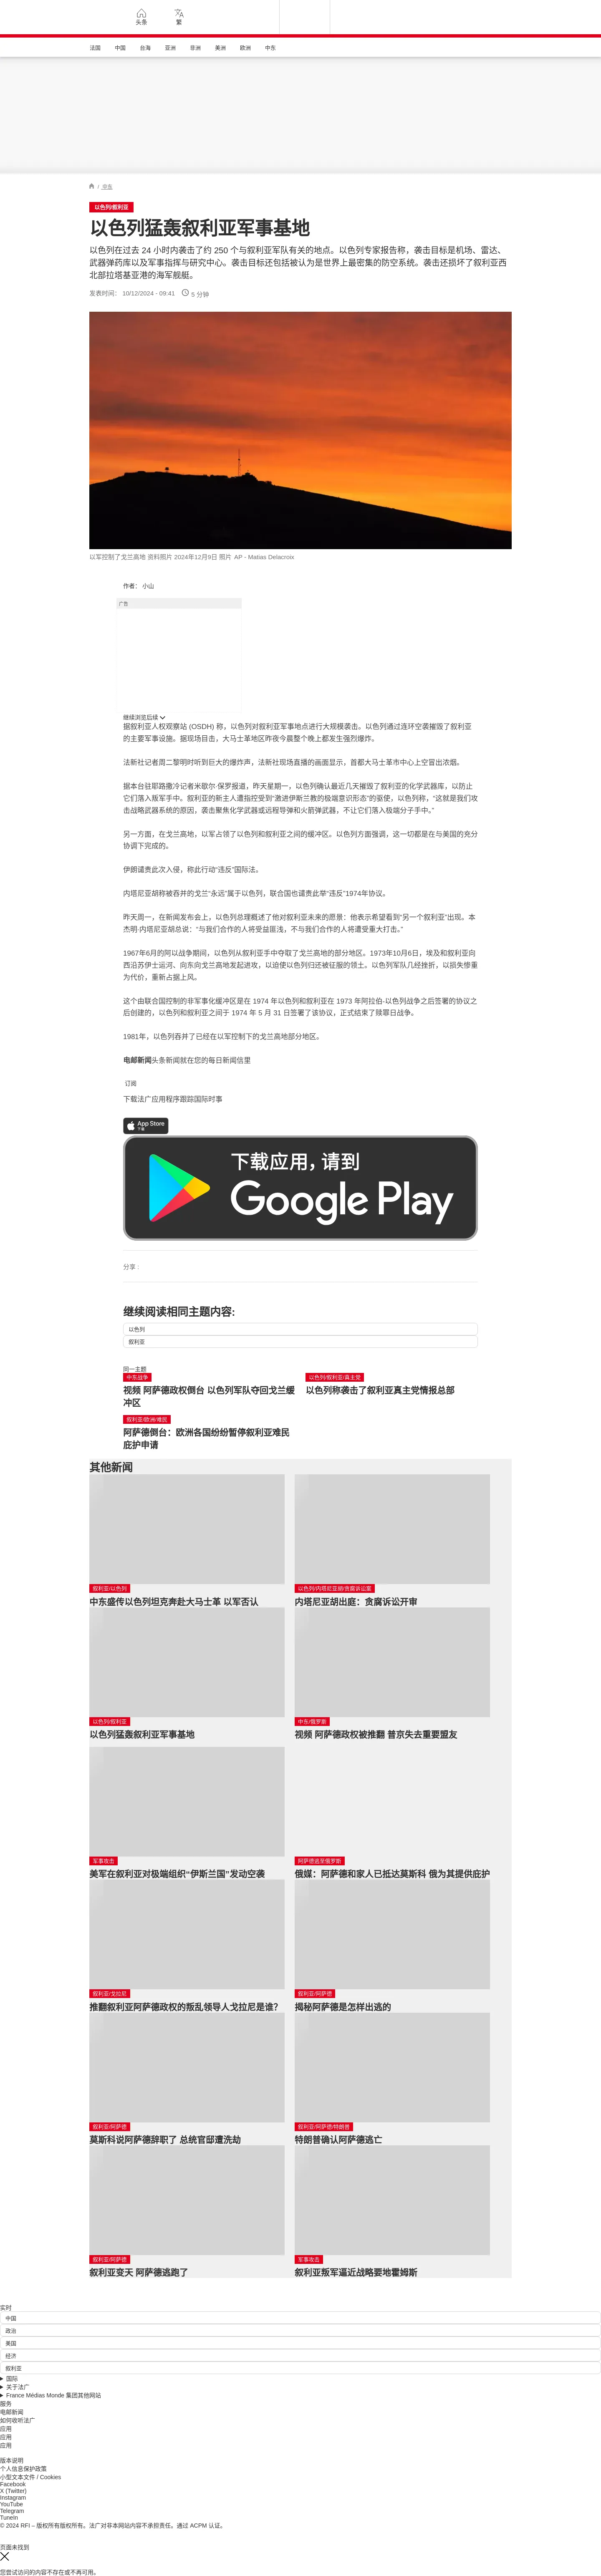 头条
繁
法国 中国 台海 亚洲 非洲 美洲 欧洲 中东
/ 中东
以色列/叙利亚
以色列猛轰叙利亚军事基地
以色列在过去 24 小时内袭击了约 250 个与叙利亚军队有关的地点。以色列专家报告称，袭击目标是机场、雷达、
武器弹药库以及军事指挥与研究中心。袭击目标还包括被认为是世界上最密集的防空系统。袭击还损坏了叙利亚西
北部拉塔基亚港的海军舰艇。
发表时间： 10/12/2024 - 09:41 5 分钟
以军控制了戈兰高地 资料照片 2024年12月9日 照片 AP - Matias Delacroix
作者： 小山
广告
继续浏览后续
据叙利亚人权观察站 (OSDH) 称，以色列对叙利亚军事地点进行大规模袭击。以色列通过连环空袭摧毁了叙利亚
的主要军事设施。据现场目击，大马士革地区昨夜今晨整个晚上都发生强烈爆炸。
法新社记者周二黎明时听到巨大的爆炸声，法新社现场直播的画面显示，首都大马士革市中心上空冒出浓烟。
据本台驻耶路撒冷记者米歇尔·保罗报道，昨天星期一，以色列确认最近几天摧毁了叙利亚的化学武器库，以防止
它们落入叛军手中。叙利亚的新主人遭指控受到“激进伊斯兰教的极端意识形态”的驱使，以色列称，“这就是我们攻
击战略武器系统的原因，袭击聚焦化学武器或远程导弹和火箭弹武器，不让它们落入极端分子手中。”
另一方面，在戈兰高地，以军占领了以色列和叙利亚之间的缓冲区。以色列方面强调，这一切都是在与美国的充分
协调下完成的。
伊朗谴责此次入侵，称此行动“违反”国际法。
内塔尼亚胡称被吞并的戈兰“永远”属于以色列，联合国也谴责此举“违反”1974年协议。
昨天周一，在新闻发布会上，以色列总理概述了他对叙利亚未来的愿景：他表示希望看到“另一个叙利亚”出现。本
杰明·内塔尼亚胡总说：“与我们合作的人将受益匪浅，不与我们合作的人将遭受重大打击。”
1967年6月的阿以战争期间，以色列从叙利亚手中夺取了戈兰高地的部分地区。1973年10月6日，埃及和叙利亚向
西沿苏伊士运河、向东向戈兰高地发起进攻，以迫使以色列归还被征服的领土。以色列军队几经挫折，以损失惨重
为代价，重新占据上风。
这个由联合国控制的非军事化缓冲区是在 1974 年以色列和叙利亚在 1973 年阿拉伯-以色列战争之后签署的协议之
后创建的，以色列和叙利亚之间于 1974 年 5 月 31 日签署了该协议，正式结束了赎罪日战争。
1981年，以色列吞并了已经在以军控制下的戈兰高地部分地区。
电邮新闻头条新闻就在您的每日新闻信里
订阅
下载法广应用程序跟踪国际时事
App Store
下载
下载应用，请到
Google Play
分享 :
继续阅读相同主题内容:
以色列
叙利亚
同一主题
中东战争
视频 阿萨德政权倒台 以色列军队夺回戈兰缓
冲区
以色列/叙利亚/真主党
以色列称袭击了叙利亚真主党情报总部
叙利亚/欧洲/难民
阿萨德倒台：欧洲各国纷纷暂停叙利亚难民
庇护申请
其他新闻
叙利亚/以色列
中东盛传以色列坦克奔赴大马士革 以军否认
以色列/内塔尼亚胡/贪腐诉讼案
内塔尼亚胡出庭：贪腐诉讼开审
以色列/叙利亚
以色列猛轰叙利亚军事基地
中东/俄罗斯
视频 阿萨德政权被推翻 普京失去重要盟友
军事攻击
美军在叙利亚对极端组织“伊斯兰国”发动空袭
阿萨德逃至俄罗斯
俄媒：阿萨德和家人已抵达莫斯科 俄为其提供庇护
叙利亚/戈拉尼
推翻叙利亚阿萨德政权的叛乱领导人戈拉尼是谁？
叙利亚/阿萨德
揭秘阿萨德是怎样出逃的
叙利亚/阿萨德
莫斯科说阿萨德辞职了 总统官邸遭洗劫
叙利亚/阿萨德/特朗普
特朗普确认阿萨德逃亡
叙利亚/阿萨德
叙利亚变天 阿萨德逃跑了
军事攻击
叙利亚叛军逼近战略要地霍姆斯
实时
中国
政治
美国
经济
叙利亚
国际
关于法广
France Médias Monde 集团其他网站
服务
电邮新闻
如何收听法广
应用
应用
应用
版本说明
个人信息保护政策
小型文本文件 / Cookies
Facebook
X (Twitter)
Instagram
YouTube
Telegram
TuneIn
© 2024 RFI – 版权所有版权所有。法广对非本网站内容不承担责任。通过 ACPM 认证。
页面未找到
您尝试访问的内容不存在或不再可用。